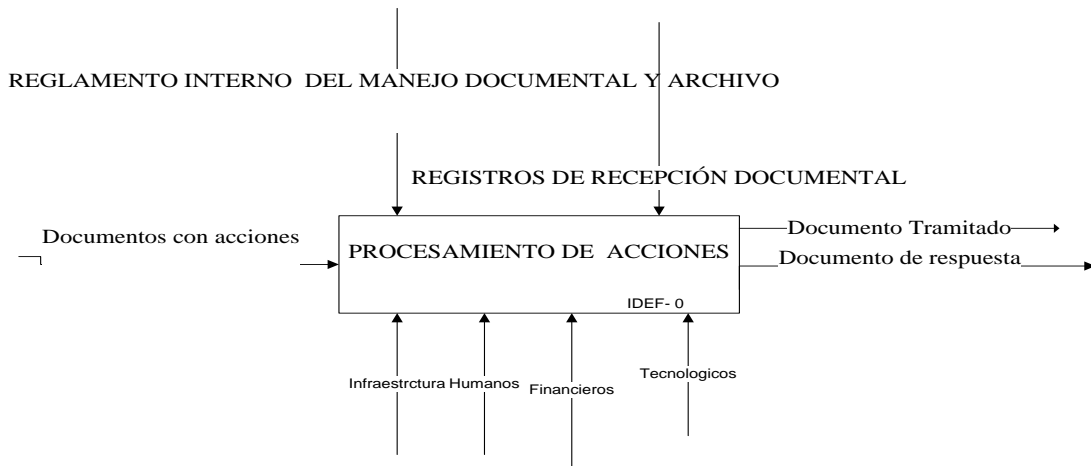 REGLAMENTO INTERNO DEL MANEJO DOCUMENTAL Y ARCHIVO
REGISTROS DE RECEPCIÓN DOCUMENTAL
Documentos con acciones
PROCESAMIENTO DE ACCIONES
IDEF- 0
Documento Tramitado
Documento de respuesta
Infraestrctura
Humanos
Financieros
Tecnologicos